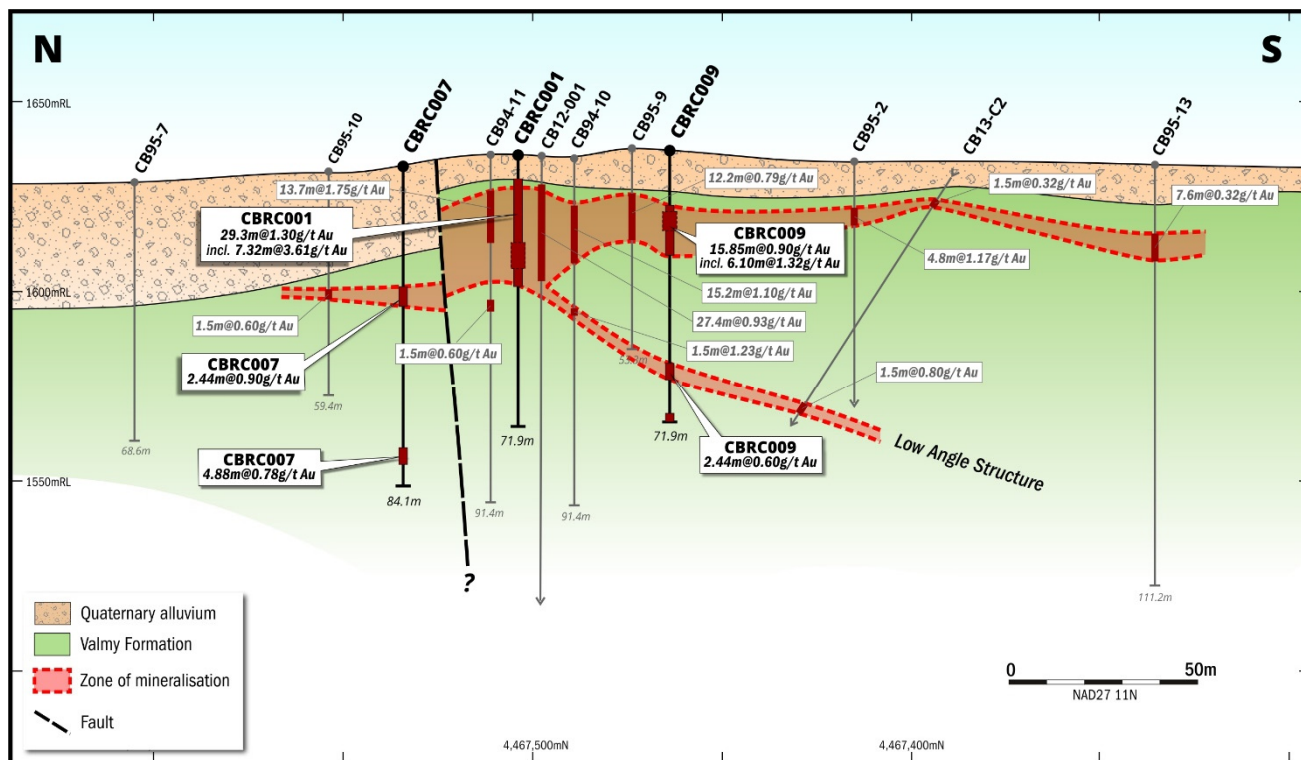 N
S
1650mRL
1600mRL
1550mRL
CB95-7
CB95-10
CBRC007
CB94-11
CBRC001
CB12-001
CB94-10
CB95-9
CBRC009
CB95-2
CB13-C2
CB95-13
13.7m@1.75g/t Au
12.2m@0.79g/t Au
1.5m@0.32g/t Au
7.6m@0.32g/t Au
CBRC001
29.3m@1.30g/t Au
incl. 7.32m@3.61g/t Au
CBRC009
15.85m@0.90g/t Au
incl. 6.10m@1.32g/t Au
4.8m@1.17g/t Au
15.2m@1.10g/t Au
27.4m@0.93g/t Au
1.5m@1.23g/t Au
1.5m@0.60g/t Au
1.5m@0.60g/t Au
CBRC007
2.44m@0.90g/t Au
1.5m@0.80g/t Au
59.4m
68.6m
71.9m
71.9m
CBRC009
2.44m@0.60g/t Au
Low Angle Structure
CBRC007
4.88m@0.78g/t Au
84.1m
91.4m
91.4m
?
111.2m
Quaternary alluvium
Valmy Formation
Zone of mineralisation
Fault
0
50m
NAD27 11N
4,467,500mN
4,467,400mN